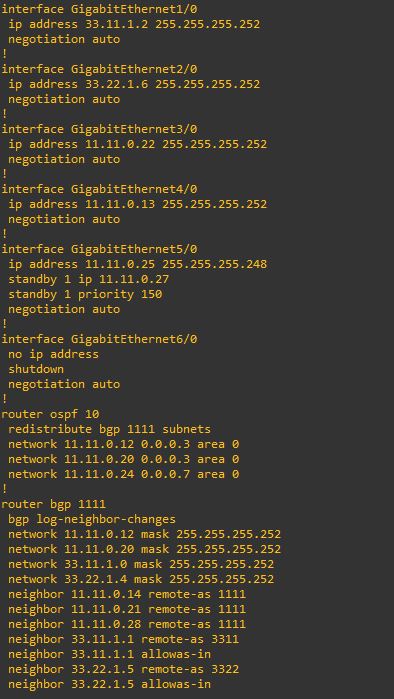 interface GigabitEthernet1/0
 ip address 33.11.1.2 255.255.255.252
 negotiation auto
!
interface GigabitEthernet2/0
 ip address 33.22.1.6 255.255.255.252
 negotiation auto
!
interface GigabitEthernet3/0
 ip address 11.11.0.22 255.255.255.252
 negotiation auto
!
interface GigabitEthernet4/0
 ip address 11.11.0.13 255.255.255.252
 negotiation auto
!
interface GigabitEthernet5/0
 ip address 11.11.0.25 255.255.255.248
 standby 1 ip 11.11.0.27
 standby 1 priority 150
 negotiation auto
!
interface GigabitEthernet6/0
 no ip address
 shutdown
 negotiation auto
!
router ospf 10
 redistribute bgp 1111 subnets
 network 11.11.0.12 0.0.0.3 area 0
 network 11.11.0.20 0.0.0.3 area 0
 network 11.11.0.24 0.0.0.7 area 0
!
router bgp 1111
 bgp log-neighbor-changes
 network 11.11.0.12 mask 255.255.255.252
 network 11.11.0.20 mask 255.255.255.252
 network 33.11.1.0 mask 255.255.255.252
 network 33.22.1.4 mask 255.255.255.252
 neighbor 11.11.0.14 remote-as 1111
 neighbor 11.11.0.21 remote-as 1111
 neighbor 11.11.0.28 remote-as 1111
 neighbor 33.11.1.1 remote-as 3311
 neighbor 33.11.1.1 allowas-in
 neighbor 33.22.1.5 remote-as 3322
 neighbor 33.22.1.5 allowas-in